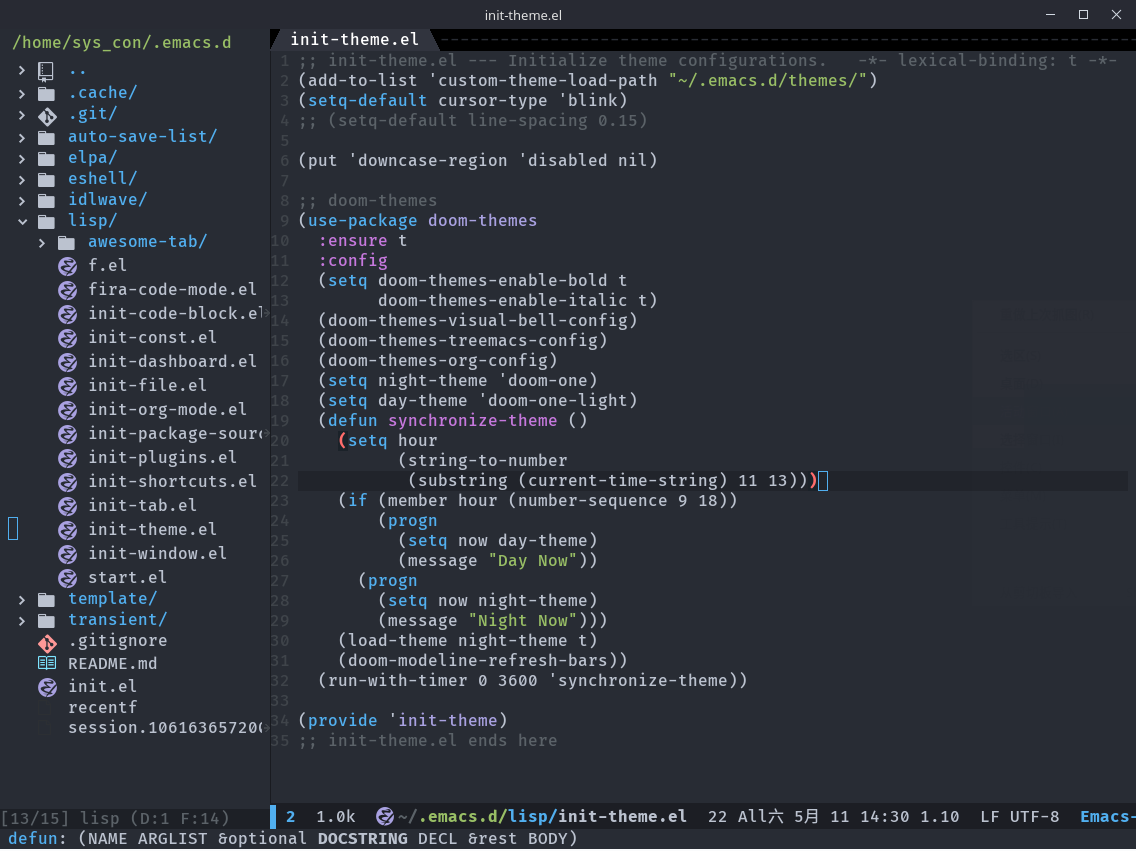 init-theme.el
/home/sys_con/.emacs.d
..
.cache/
.git/
auto-save-list/
elpa/
eshell/
idlwave/
lisp/
awesome-tab/
f.el
fira-code-mode.el
init-code-block.el
init-const.el
init-dashboard.el
init-file.el
init-org-mode.el
init-package-sourc
init-plugins.el
init-shortcuts.el
init-tab.el
init-theme.el
init-window.el
start.el
template/
transient/
.gitignore
README.md
init.el
recentf
session.106163657200
[13/15] lisp (D:1 F:14)
init-theme.el
1 ;; init-theme.el --- Initialize theme configurations.   -*- lexical-binding: t -*-
2 (add-to-list 'custom-theme-load-path "~/.emacs.d/themes/")
3 (setq-default cursor-type 'blink)
4 ;; (setq-default line-spacing 0.15)
5
6 (put 'downcase-region 'disabled nil)
7
8 ;; doom-themes
9 (use-package doom-themes
10   :ensure t
11   :config
12   (setq doom-themes-enable-bold t
13         doom-themes-enable-italic t)
14   (doom-themes-visual-bell-config)
15   (doom-themes-treemacs-config)
16   (doom-themes-org-config)
17   (setq night-theme 'doom-one)
18   (setq day-theme 'doom-one-light)
19   (defun synchronize-theme ()
20     (setq hour
21           (string-to-number
22            (substring (current-time-string) 11 13)))
23     (if (member hour (number-sequence 9 18))
24         (progn
25           (setq now day-theme)
26           (message "Day Now"))
27       (progn
28         (setq now night-theme)
29         (message "Night Now")))
30     (load-theme night-theme t)
31     (doom-modeline-refresh-bars))
32   (run-with-timer 0 3600 'synchronize-theme))
33
34 (provide 'init-theme)
35 ;; init-theme.el ends here
2  1.0k  ~/.emacs.d/lisp/init-theme.el  22 All六 5月 11 14:30 1.10  LF UTF-8  Emacs-
defun: (NAME ARGLIST &optional DOCSTRING DECL &rest BODY)